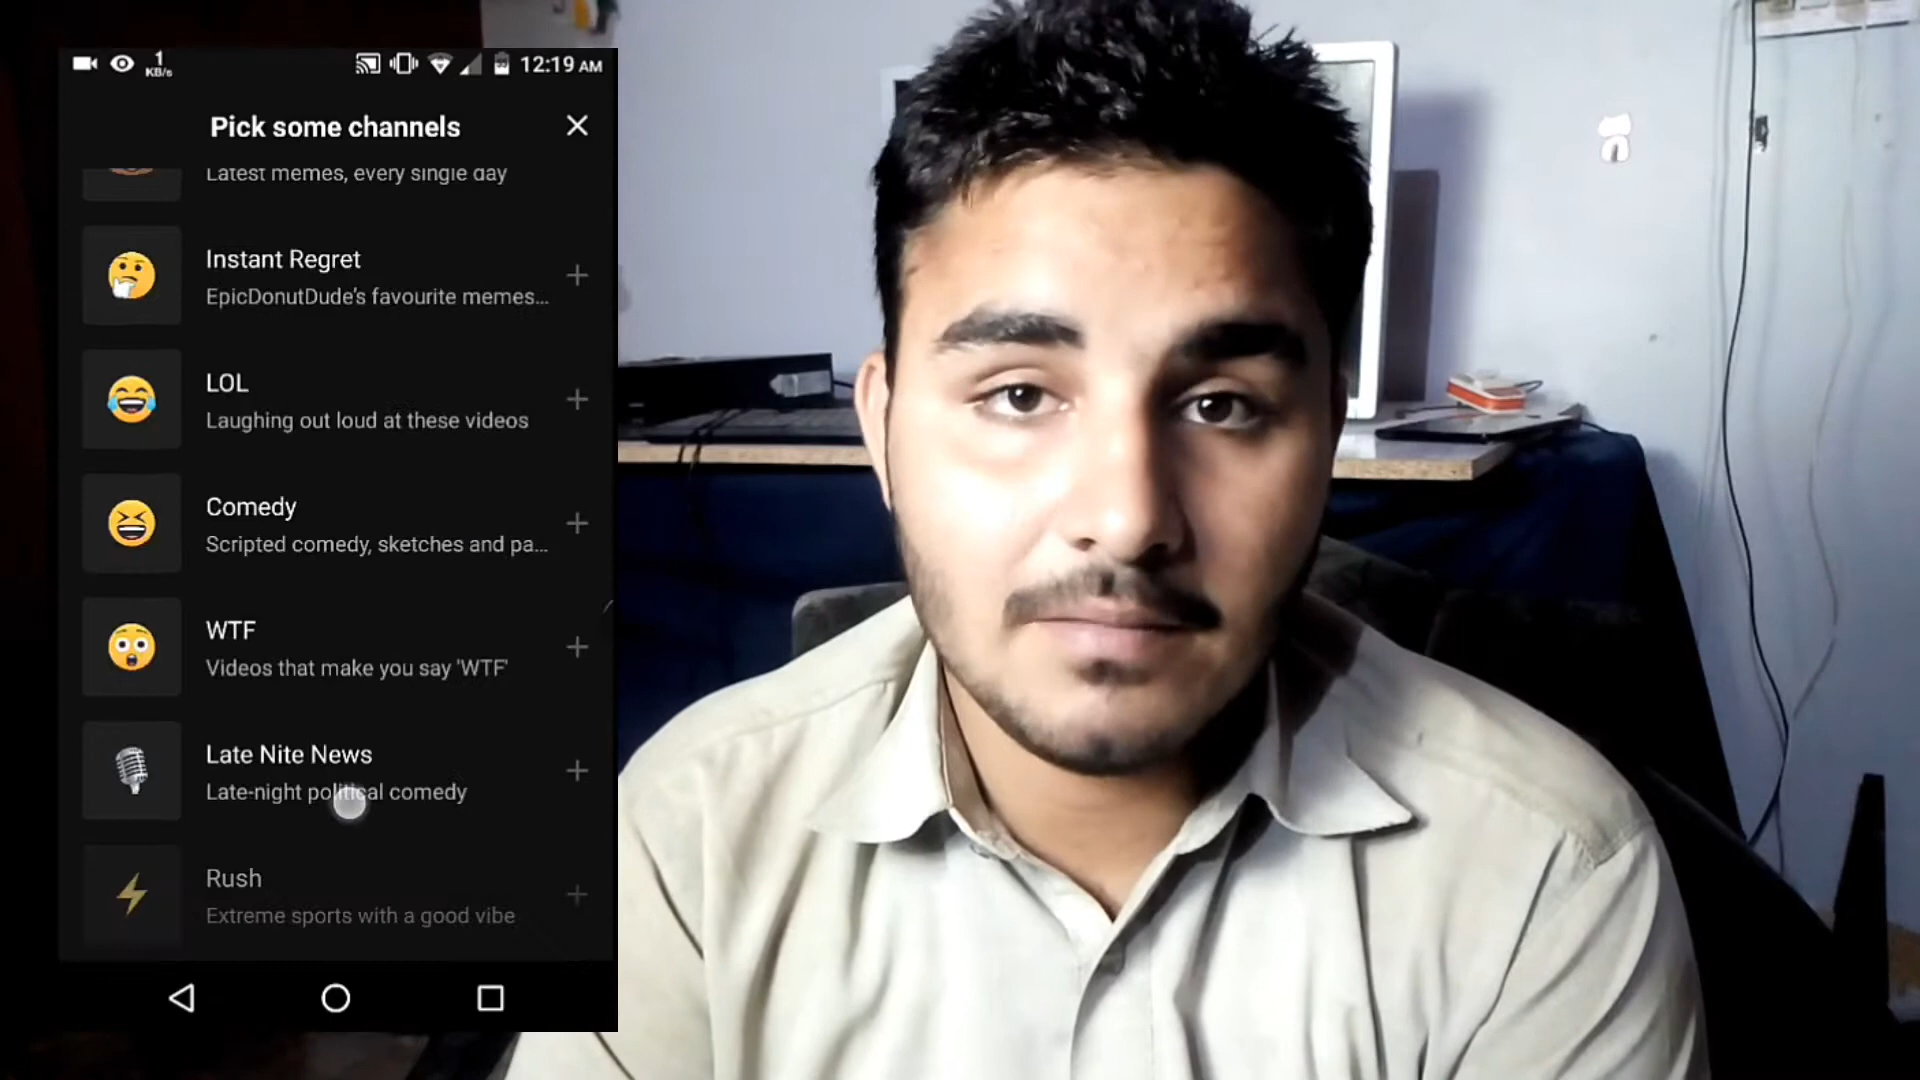 1
KB/s
12:19 AM
Pick some channels
Latest memes, every single day
Instant Regret
EpicDonutDude's favourite memes...
LOL
Laughing out loud at these videos
Comedy
Scripted comedy, sketches and pa...
WTF
Videos that make you say 'WTF'
Late Nite News
Late-night political comedy
Rush
Extreme sports with a good vibe